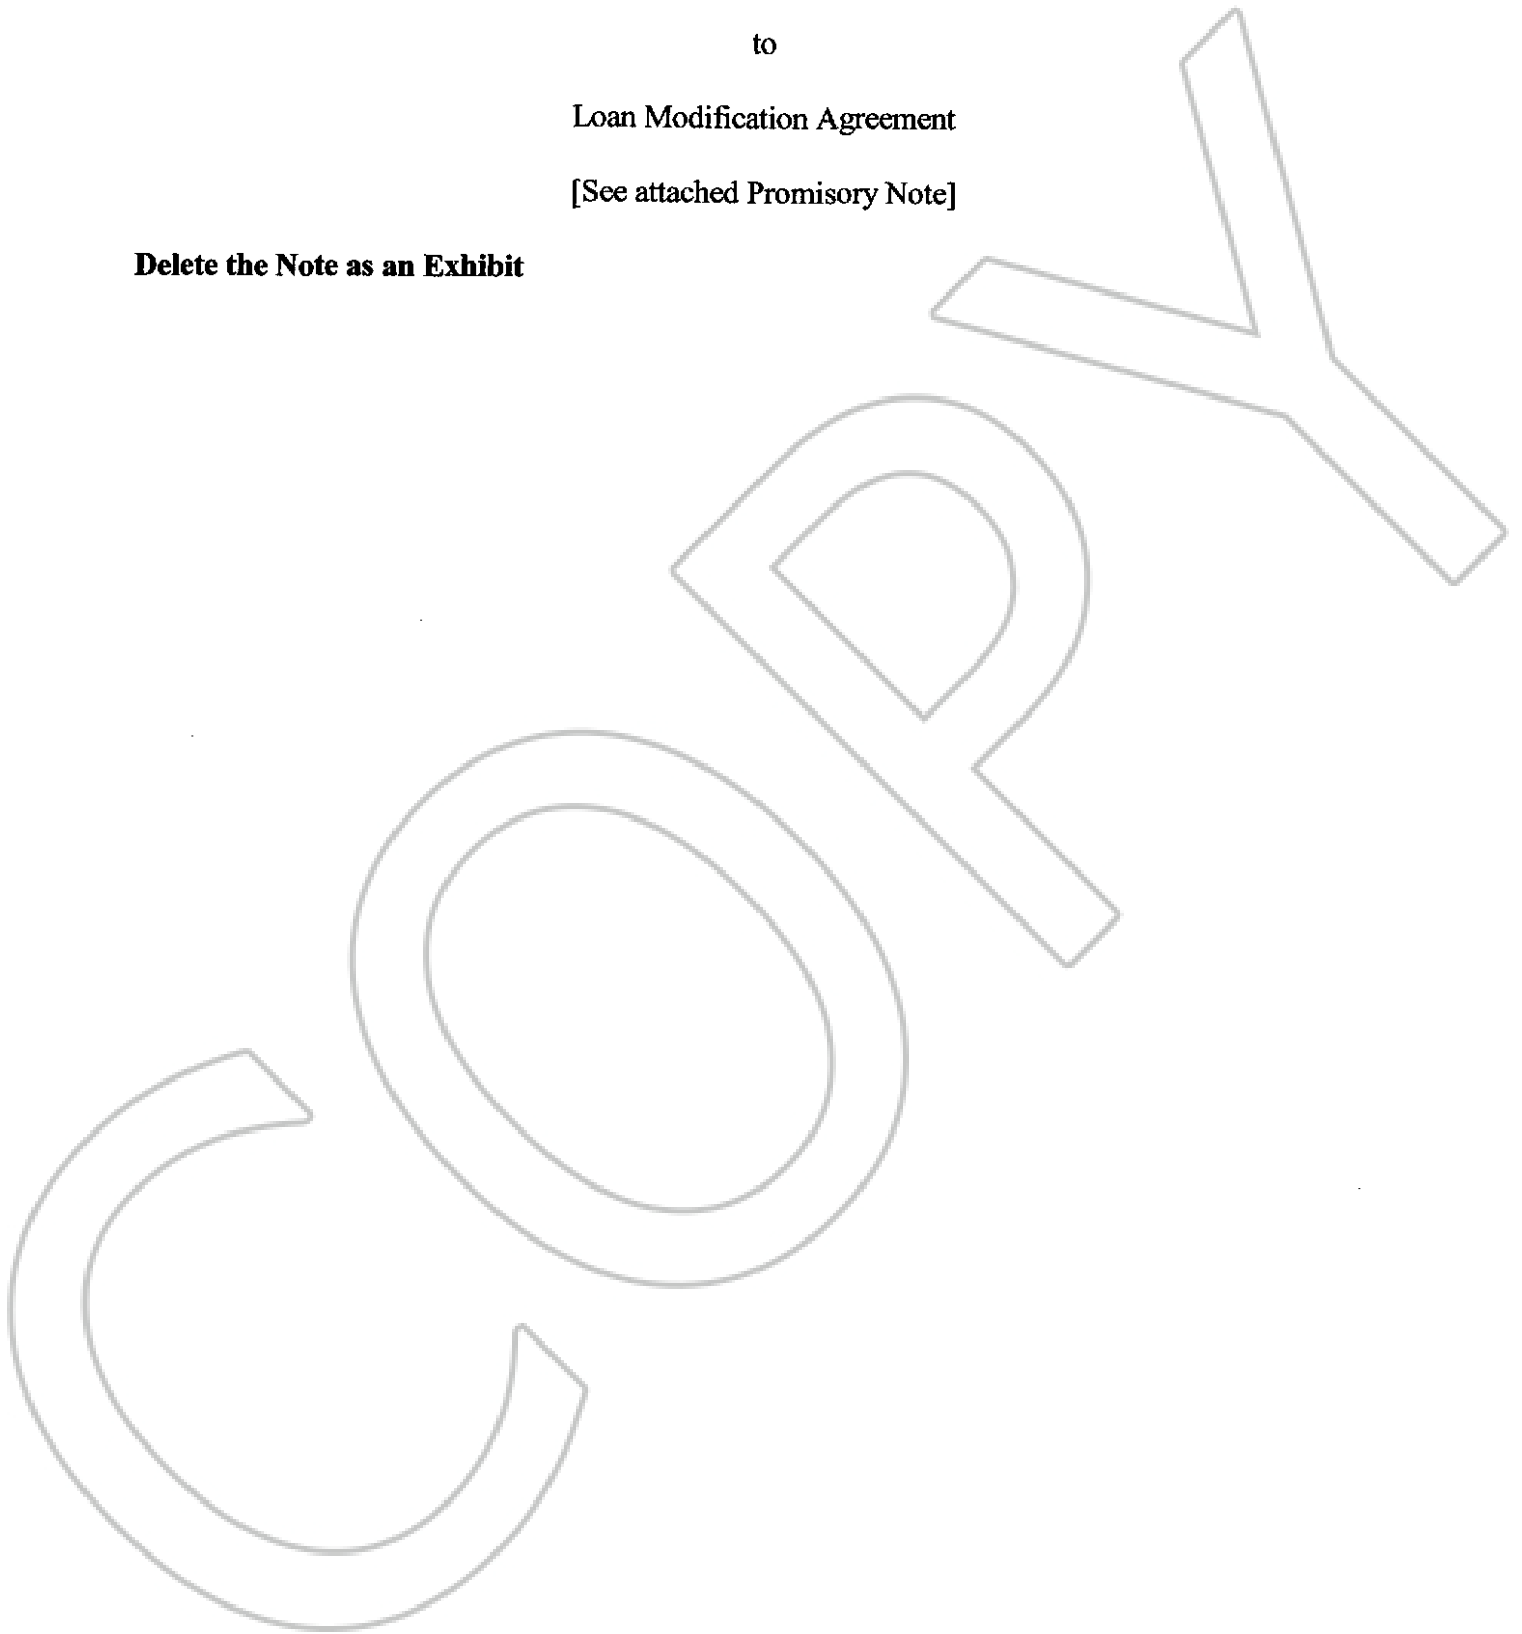 to
Loan Modification Agreement
[See attached Promisory Note]
Delete the Note as an Exhibit
COPY